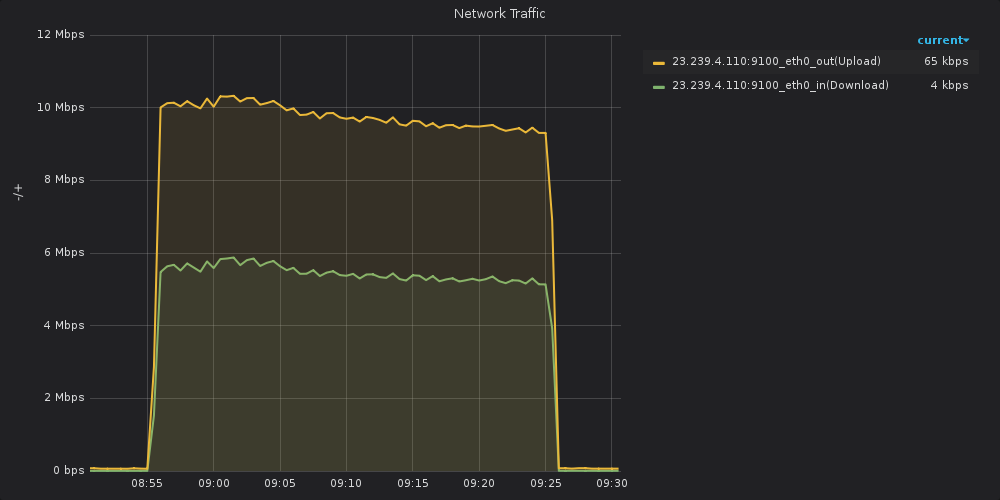 Network Traffic
12 Mbps
10 Mbps
8 Mbps
6 Mbps
4 Mbps
2 Mbps
0 bps
-/+
08:55 09:00 09:05 09:10 09:15 09:20 09:25 09:30
current
23.239.4.110:9100_eth0_out(Upload) 65 kbps
23.239.4.110:9100_eth0_in(Download) 4 kbps